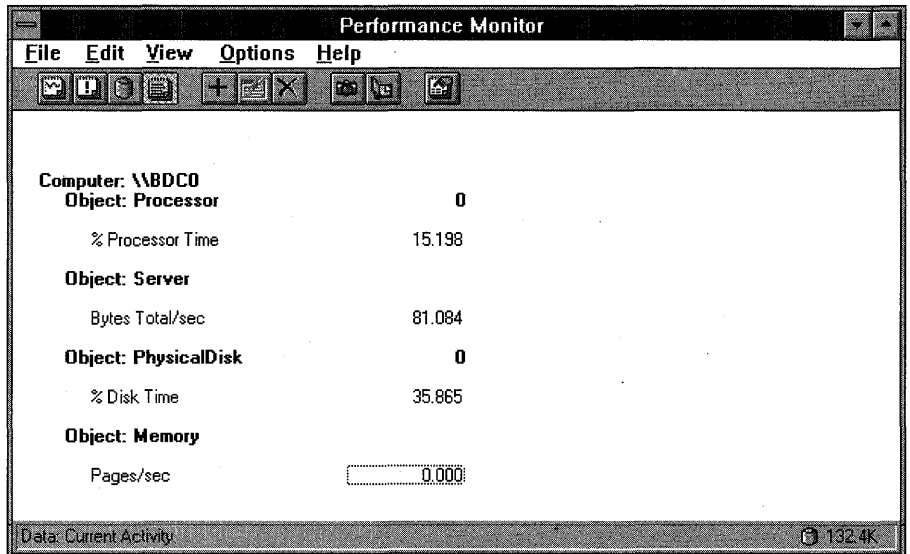 Performance Monitor
File Edit View Options Help
Computer: \\BDC0
Object: Processor 0
% Processor Time 15.198
Object: Server
Bytes Total/sec 81.084
Object: PhysicalDisk 0
% Disk Time 35.865
Object: Memory
Pages/sec 0.000
Data: Current Activity 132.4K